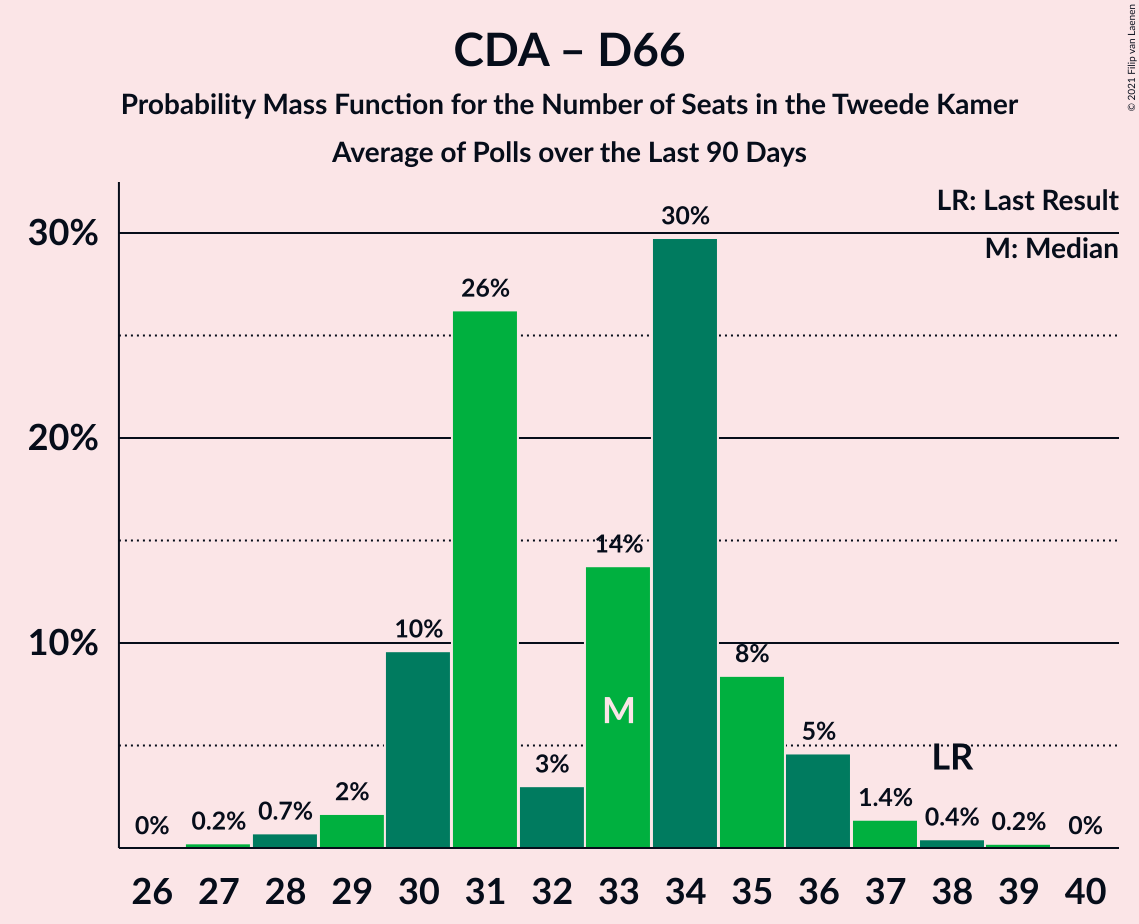 CDA – D66
Probability Mass Function for the Number of Seats in the Tweede Kamer
Average of Polls over the Last 90 Days
© 2021 Filip van Laenen
LR: Last Result
M: Median
30%
20%
10%
0%
0.2%
0.7%
2%
10%
26%
3%
14%
30%
8%
5%
1.4%
0.4%
0.2%
0%
M
LR
26 27 28 29 30 31 32 33 34 35 36 37 38 39 40